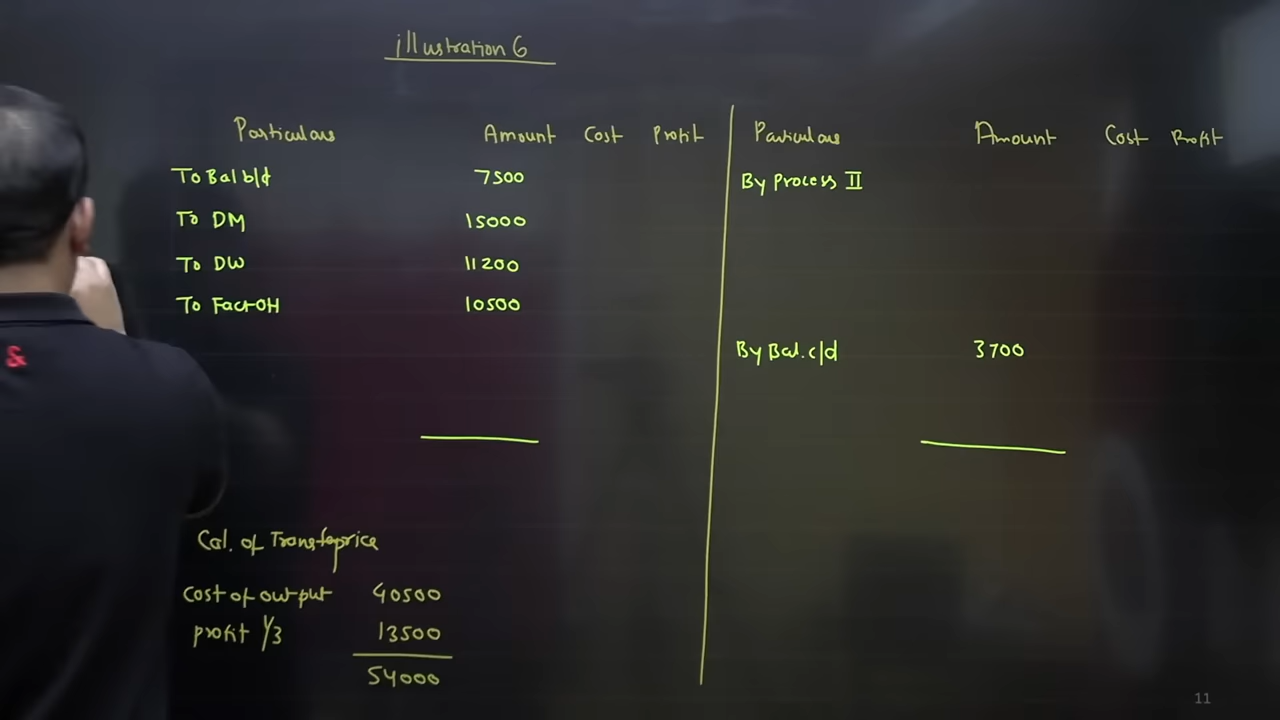 illustration 6
Particulars Amount Cost Profit Particulars Amount Cost Profit
To Bal b/d 7500 By Process II
To DM 15000
To DW 11200
To Fact OH 10500
By Bal. c/d 3700
Cal. of Transfeprice
Cost of output 40500
profit 1/3 13500
54000
&
11